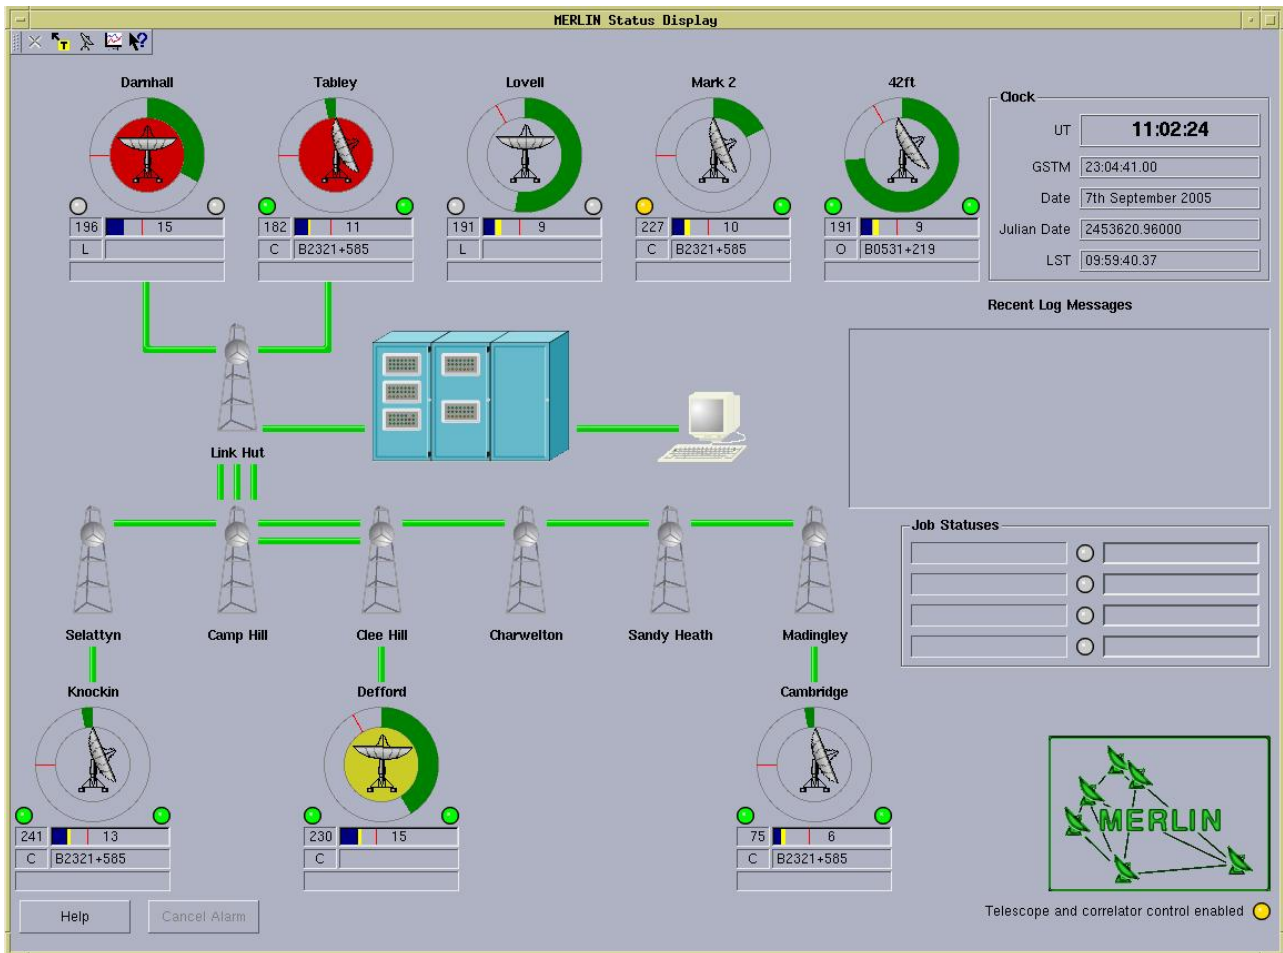 MERLIN Status Display
T
?
Darnhall Tabley Lovell Mark 2 42ft
Clock
UT 11:02:24
GSTM 23:04:41.00
Date 7th September 2005
Julian Date 2453620.96000
LST 09:59:40.37
196 15 182 11 191 9 227 10 191 9
L C B2321+585 L C B2321+585 O B0531+219
Recent Log Messages
Link Hut
Job Statuses
Selattyn Camp Hill Clee Hill Charwelton Sandy Heath Madingley
Knockin Defford Cambridge
241 13 230 15 75 6
C B2321+585 C C B2321+585
MERLIN
Help Cancel Alarm
Telescope and correlator control enabled